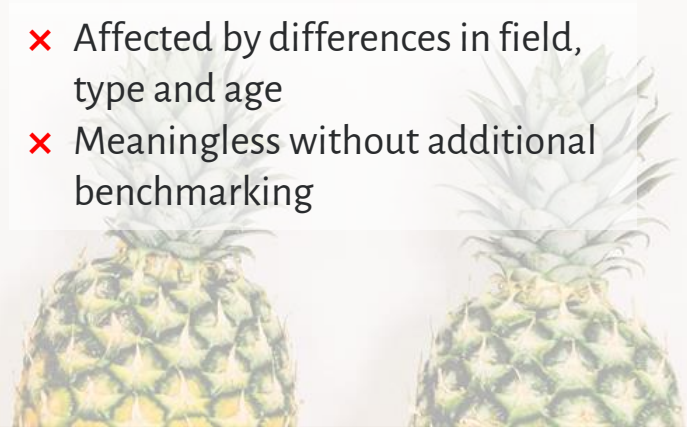 × Affected by differences in field,
type and age
× Meaningless without additional
benchmarking